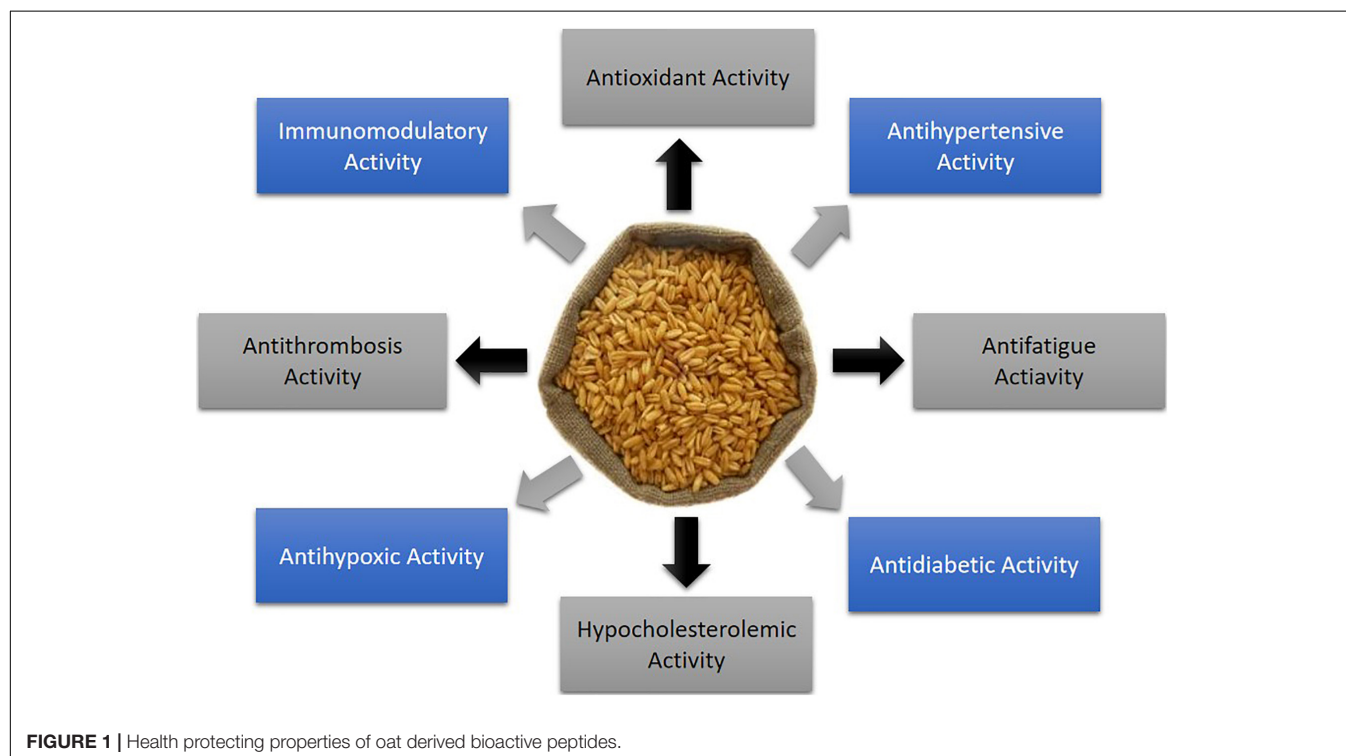 Antioxidant Activity
Immunomodulatory
Activity
Antihypertensive
Activity
Antithrombosis
Activity
Antifatigue
Actiavity
Antihypoxic Activity
Antidiabetic Activity
Hypocholesterolemic
Activity
FIGURE 1 | Health protecting properties of oat derived bioactive peptides.